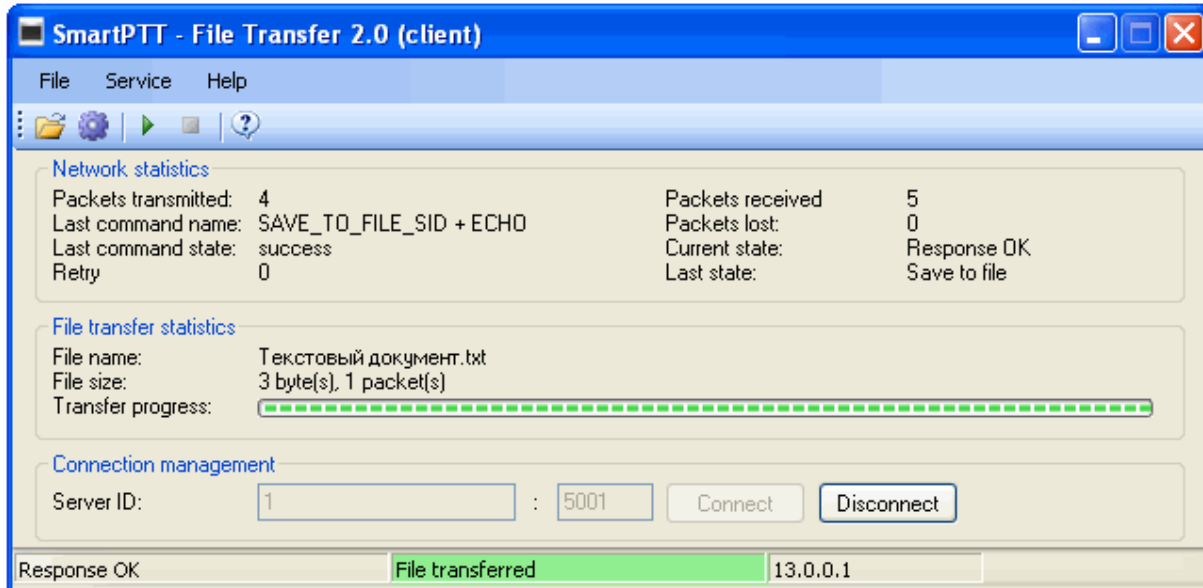 SmartPTT - File Transfer 2.0 (client)
File Service Help
Network statistics
Packets transmitted: 4 Packets received 5
Last command name: SAVE_TO_FILE_SID + ECHO Packets lost: 0
Last command state: success Current state: Response OK
Retry 0 Last state: Save to file
File transfer statistics
File name: Текстовый документ.txt
File size: 3 byte(s), 1 packet(s)
Transfer progress:
Connection management
Server ID: 1 : 5001 Connect Disconnect
Response OK File transferred 13.0.0.1